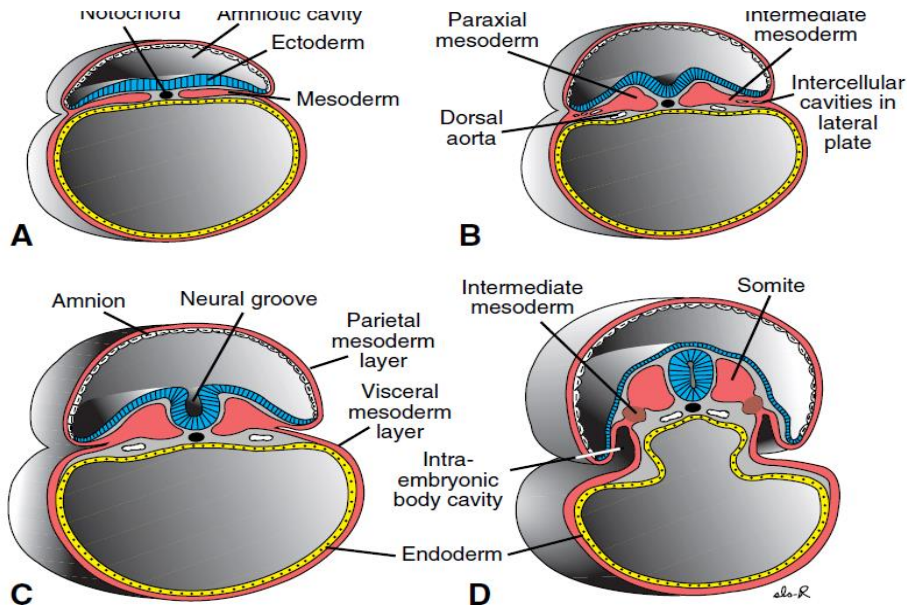 Notochord
Amniotic cavity
Ectoderm
Mesoderm
A
Paraxial
mesoderm
Intermediate
mesoderm
Intercellular
cavities in
lateral
plate
Dorsal
aorta
B
Amnion
Neural groove
Parietal
mesoderm
layer
Visceral
mesoderm
layer
Endoderm
C
Intermediate
mesoderm
Somite
Intra-
embryonic
body cavity
D
sls-R